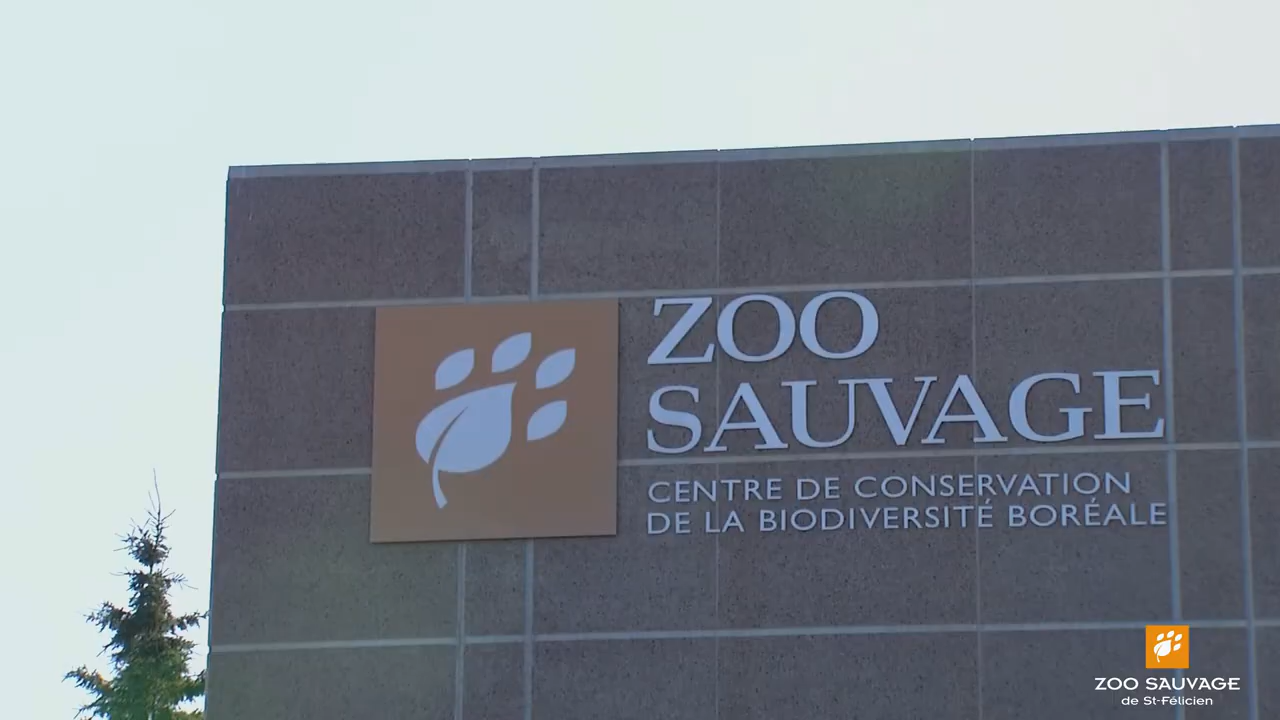 ZOO
SAUVAGE
CENTRE DE CONSERVATION
DE LA BIODIVERSITÉ BORÉALE
ZOO SAUVAGE
de St-Félicien